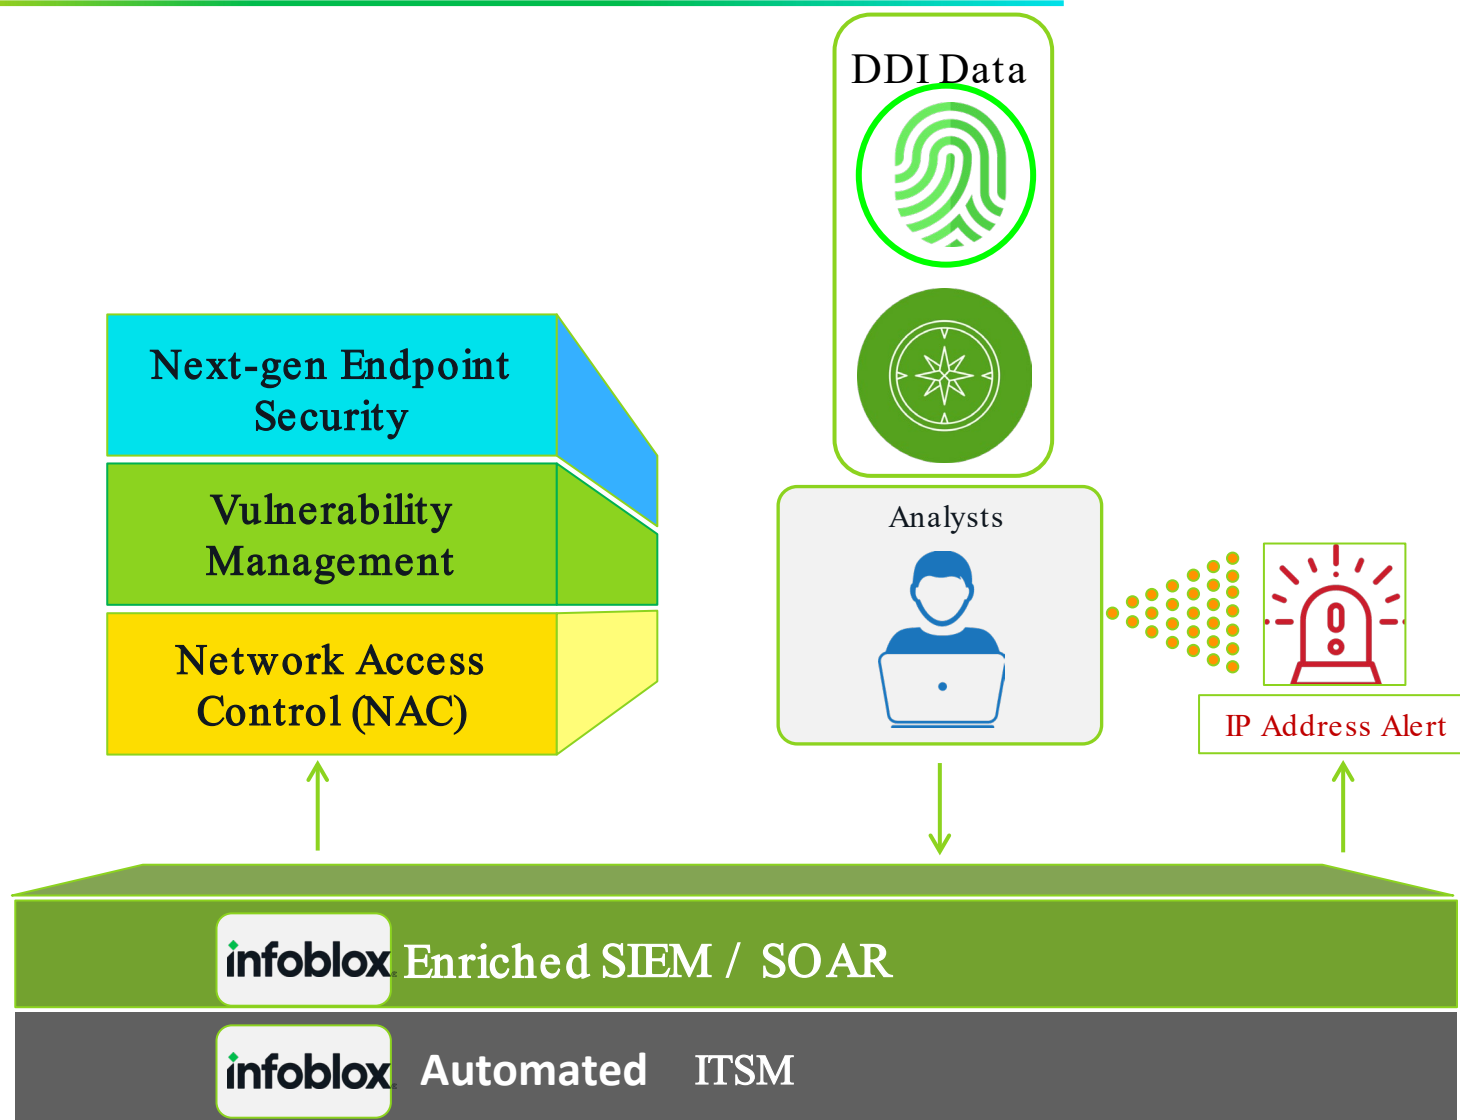 DDI Data
Next-gen Endpoint
Security
Vulnerability
Management
Network Access
Control (NAC)
Analysts
IP Address Alert
infoblox Enriched SIEM / SOAR
infoblox Automated ITSM